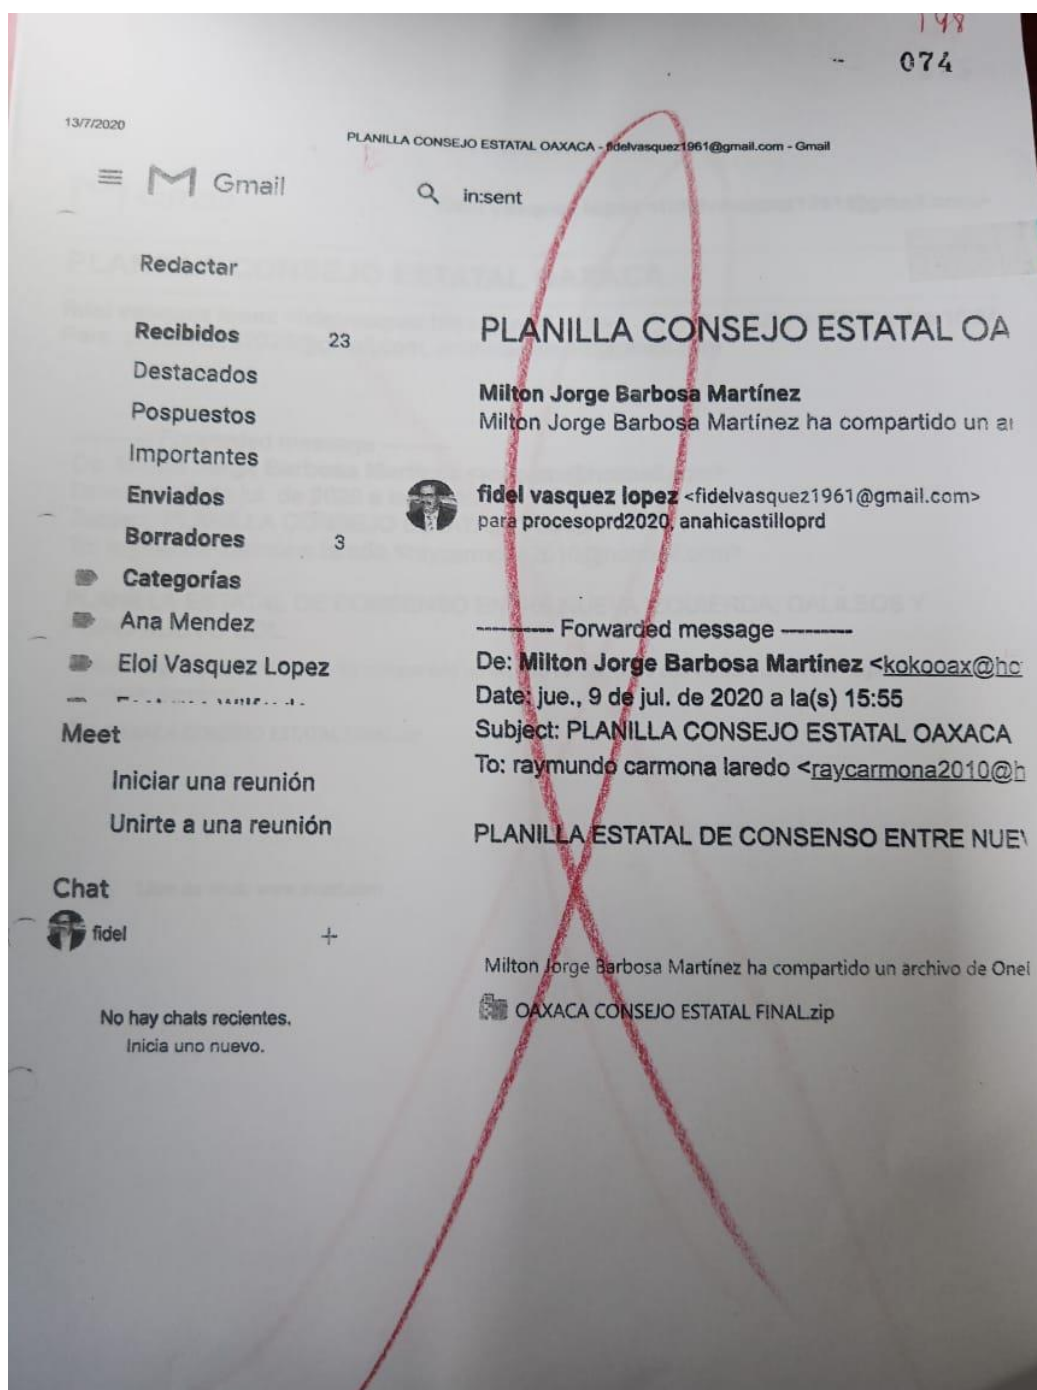 198
074
13/7/2020
PLANILLA CONSEJO ESTATAL OAXACA - fidelvasquez1961@gmail.com - Gmail
Gmail
in:sent
Redactar
Recibidos 23
Destacados
Pospuestos
Importantes
Enviados
Borradores 3
Categorías
Ana Mendez
Eloi Vasquez Lopez
Meet
Iniciar una reunión
Unirte a una reunión
Chat
fidel
No hay chats recientes.
Inicia uno nuevo.
PLANILLA CONSEJO ESTATAL OA
Milton Jorge Barbosa Martínez
Milton Jorge Barbosa Martínez ha compartido un ar
fidel vasquez lopez <fidelvasquez1961@gmail.com>
para procesoprd2020, anahicastilloprd
---------- Forwarded message ---------
De: Milton Jorge Barbosa Martínez <kokooax@ho
Date: jue., 9 de jul. de 2020 a la(s) 15:55
Subject: PLANILLA CONSEJO ESTATAL OAXACA
To: raymundo carmona laredo <raycarmona2010@h
PLANILLA ESTATAL DE CONSENSO ENTRE NUEV
Milton Jorge Barbosa Martínez ha compartido un archivo de OneI
OAXACA CONSEJO ESTATAL FINAL.zip